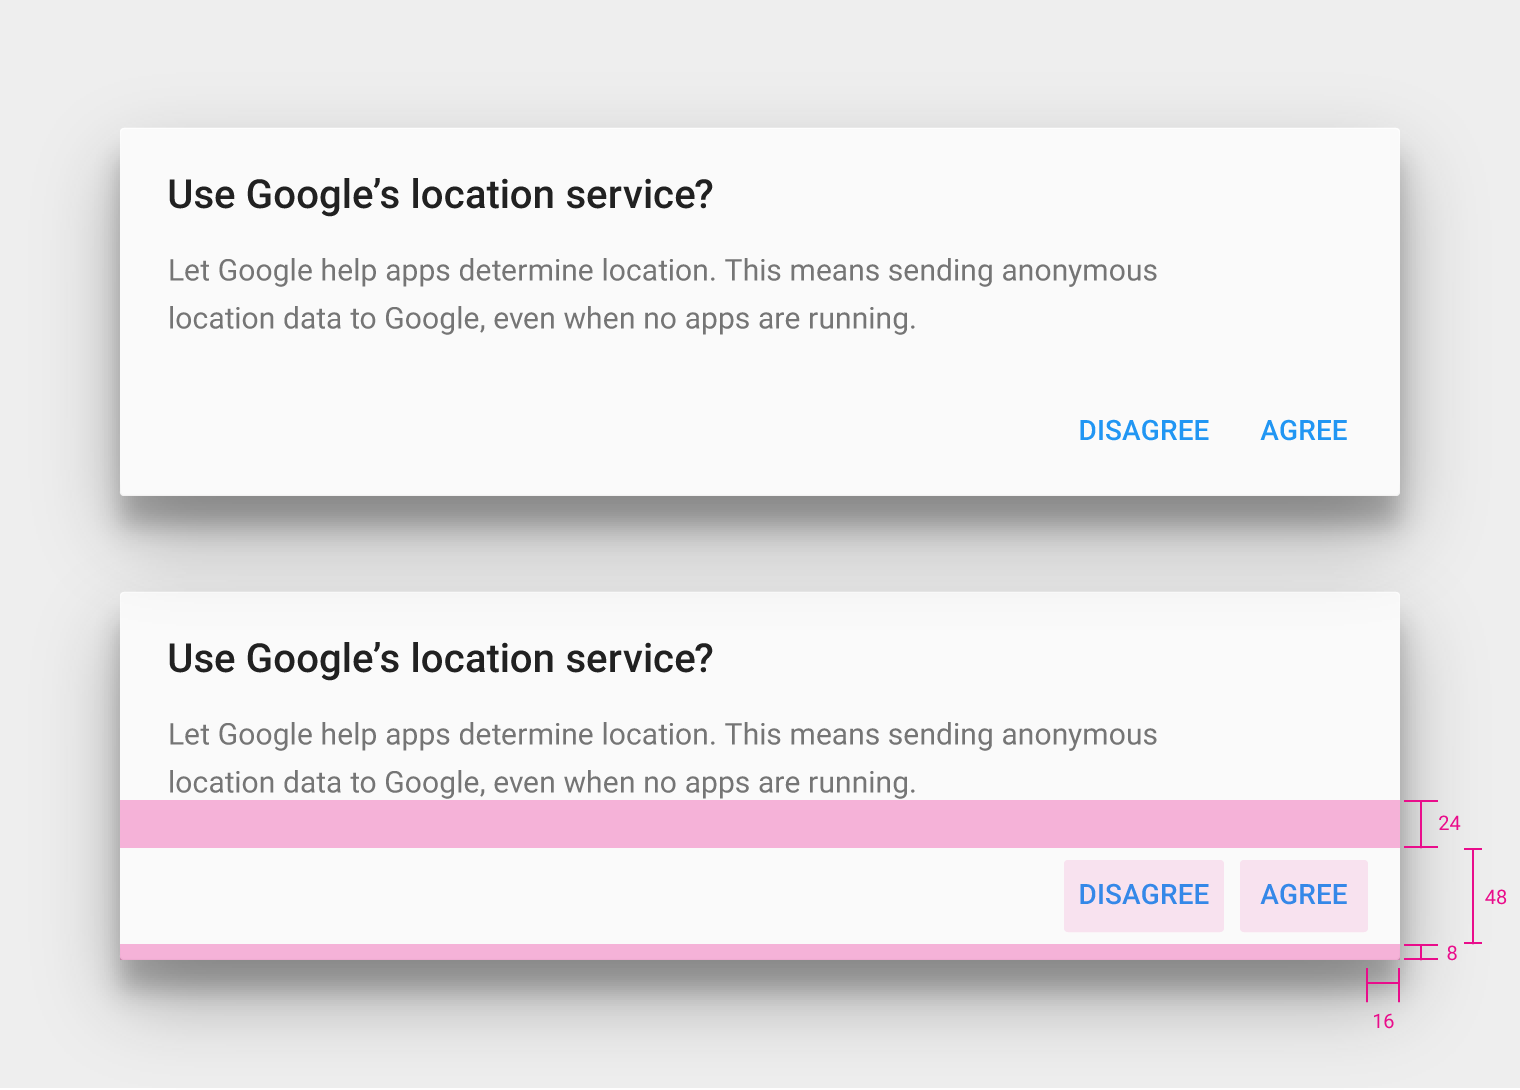 Use Google’s location service?
Let Google help apps determine location. This means sending anonymous
location data to Google, even when no apps are running.
DISAGREE AGREE
Use Google’s location service?
Let Google help apps determine location. This means sending anonymous
location data to Google, even when no apps are running.
24
DISAGREE AGREE
48
8
16